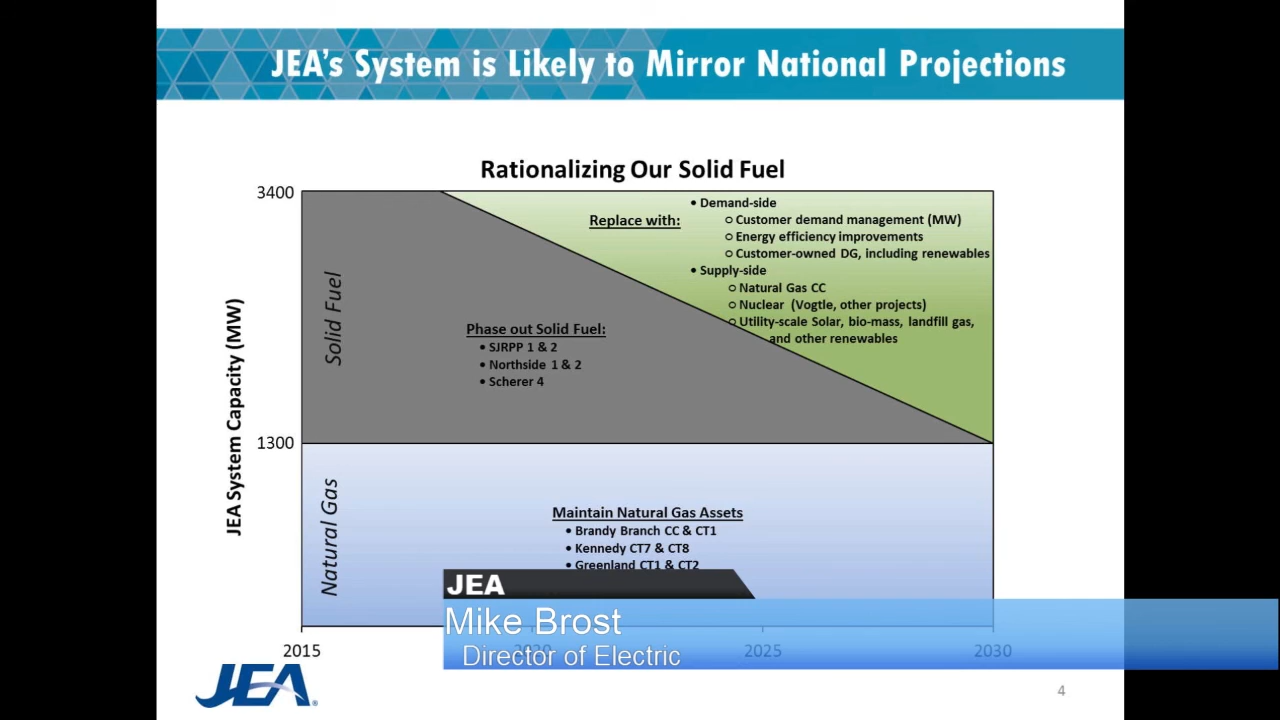 JEA's System is Likely to Mirror National Projections
Rationalizing Our Solid Fuel
3400
1300
JEA System Capacity (MW)
Solid Fuel
Natural Gas
Replace with:
• Demand-side
o Customer demand management (MW)
o Energy efficiency improvements
o Customer-owned DG, including renewables
• Supply-side
o Natural Gas CC
o Nuclear (Vogtle, other projects)
o Utility-scale Solar, bio-mass, landfill gas,
and other renewables
Phase out Solid Fuel:
• SJRPP 1 & 2
• Northside 1 & 2
• Scherer 4
Maintain Natural Gas Assets
• Brandy Branch CC & CT1
• Kennedy CT7 & CT8
• Greenland CT1 & CT2
JEA
Mike Brost
Director of Electric
2015
2020
2025
2030
JEA®
4